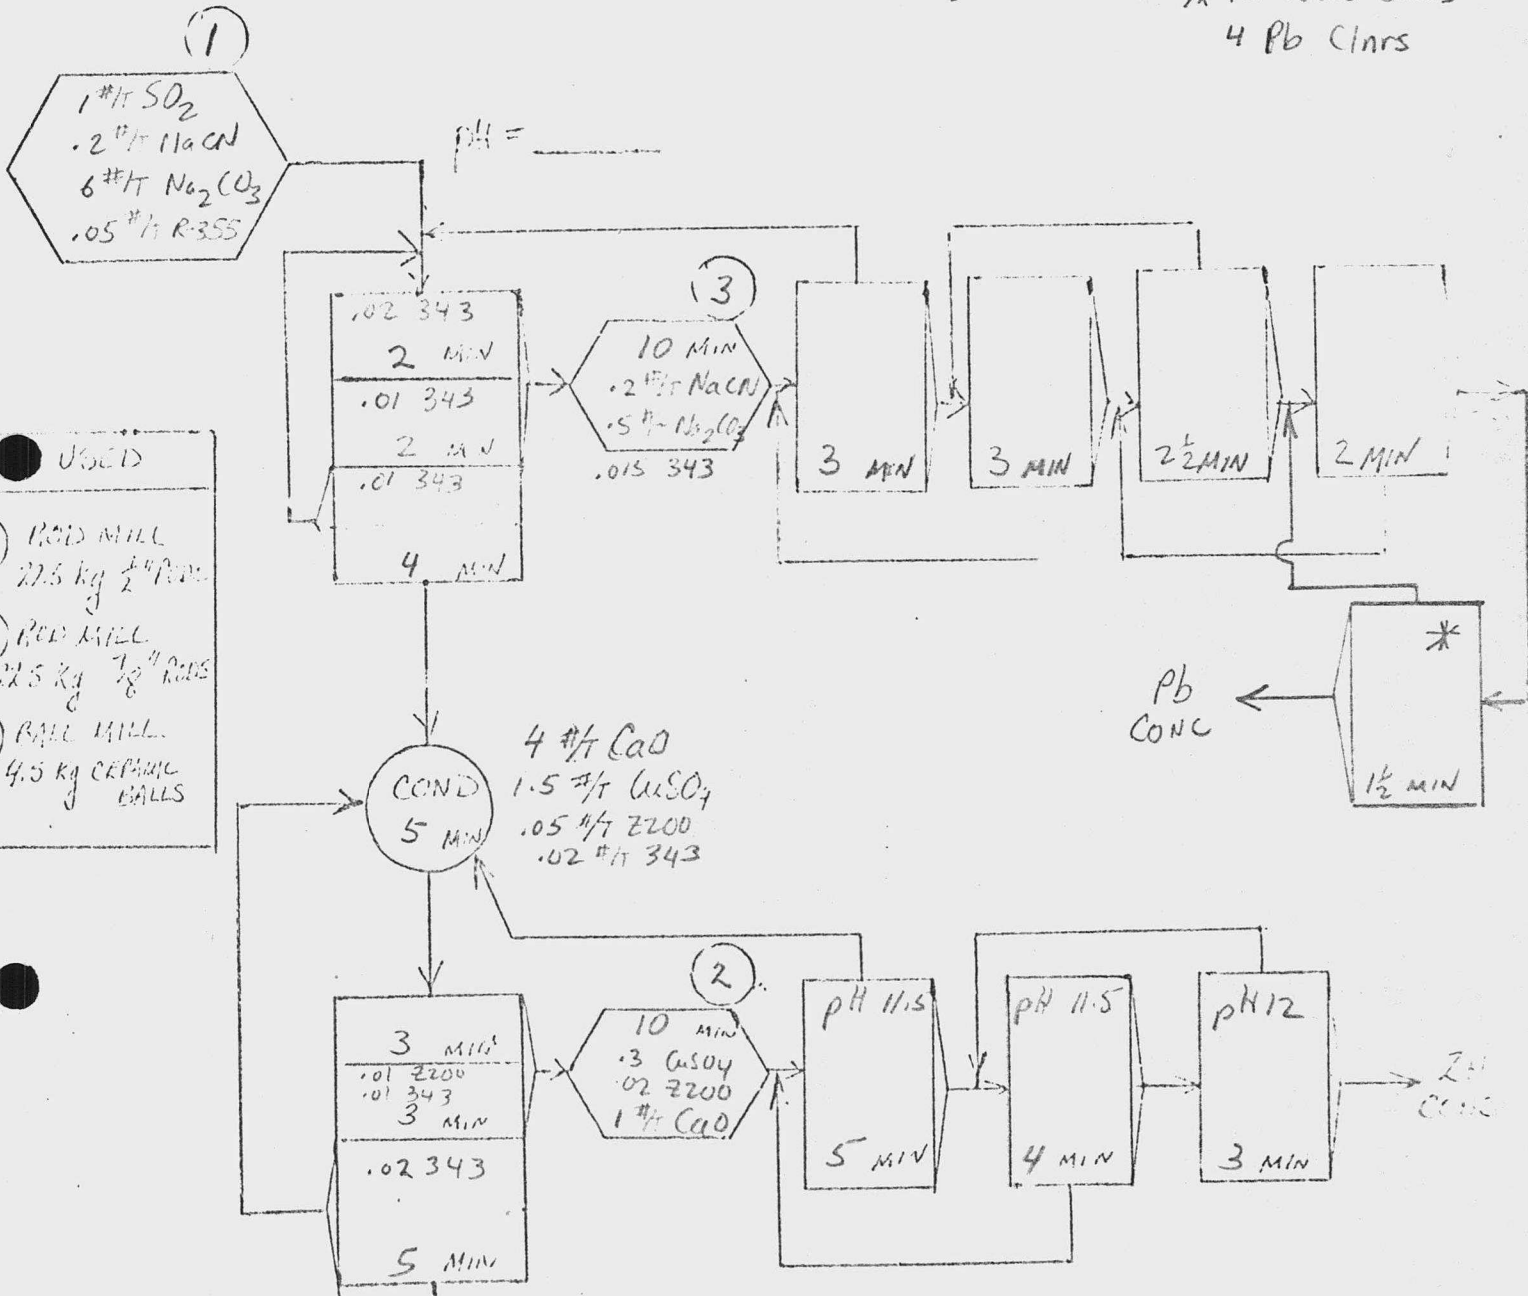 4 Pb Clnrs
1
1 #/T SO2
.2 #/T NaCN
6 #/T Na2CO3
.05 #/T R-355
pH =
.02 343
2 MIN
.01 343
2 MIN
.01 343
4 MIN
3
10 MIN
.2 #/T NaCN
.5 #/T Na2CO3
.015 343
3 MIN
3 MIN
2 1/2 MIN
2 MIN
*
1 1/2 MIN
Pb
CONC
USED
ROD MILL
22.5 kg 1/2" RODS
ROD MILL
22.5 kg 7/8" RODS
BALL MILL
4.5 kg CERAMIC
BALLS
COND
5 MIN
4 #/T CaO
1.5 #/T CuSO4
.05 #/T Z200
.02 #/T 343
3 MIN
.01 Z200
.01 343
3 MIN
.02 343
5 MIN
2
10 MIN
.3 CuSO4
.02 Z200
1 #/T CaO
pH 11.5
5 MIN
pH 11.5
4 MIN
pH 12
3 MIN
Zn
CONC